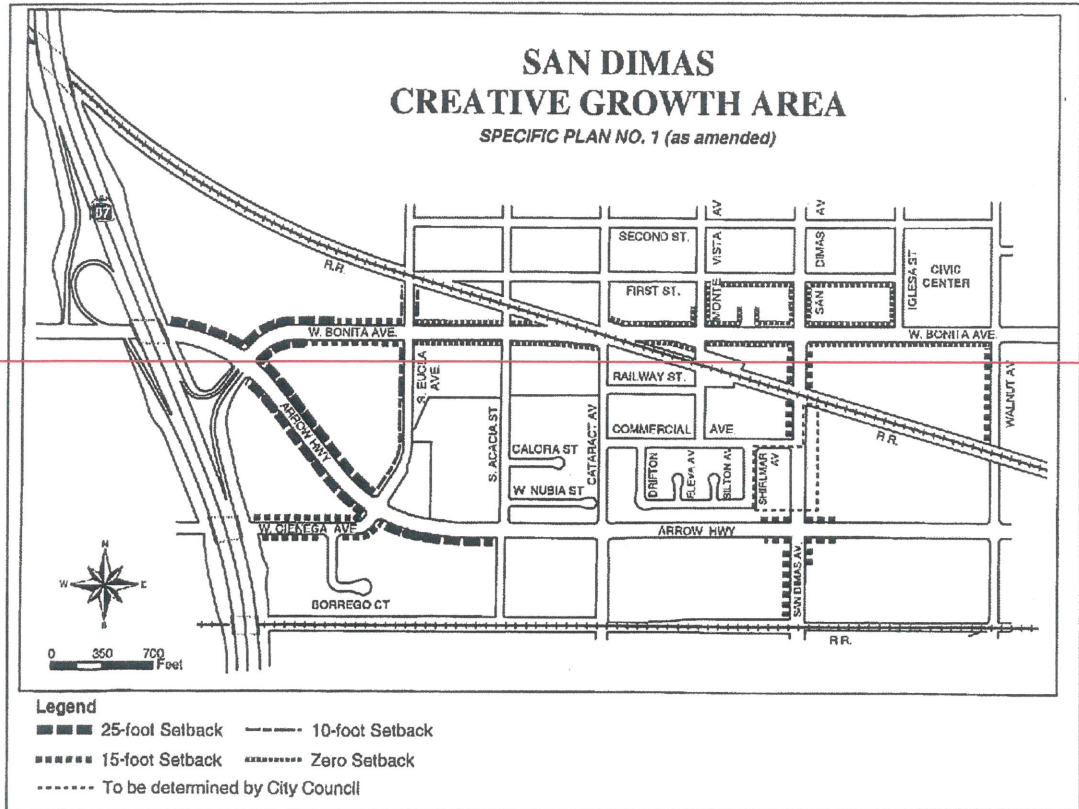 SAN DIMAS
CREATIVE GROWTH AREA
SPECIFIC PLAN NO. 1 (as amended)
R.R.
SECOND ST.
FIRST ST.
MONTE VISTA AV
SAN DIMAS AV
IGLESA ST
CIVIC
CENTER
W. BONITA AVE.
W. BONITA AVE.
S. EUCLA
AVE.
RAILWAY ST.
WALNUT AV
ARROW HWY
S. ACACIA ST
CATARACT AV
COMMERCIAL AVE.
R.R.
CALORA ST
DRIFTON
ELEVA AV
SILTON AV
SHIRLMAR
AV
W. NUBIA ST
W. CIENEGA AVE
ARROW HWY
SAN DIMAS AV.
BORREGO CT
R.R.
N
W
E
S
0 350 700
Feet
Legend
25-foot Setback
10-foot Setback
15-foot Setback
Zero Setback
To be determined by City Council